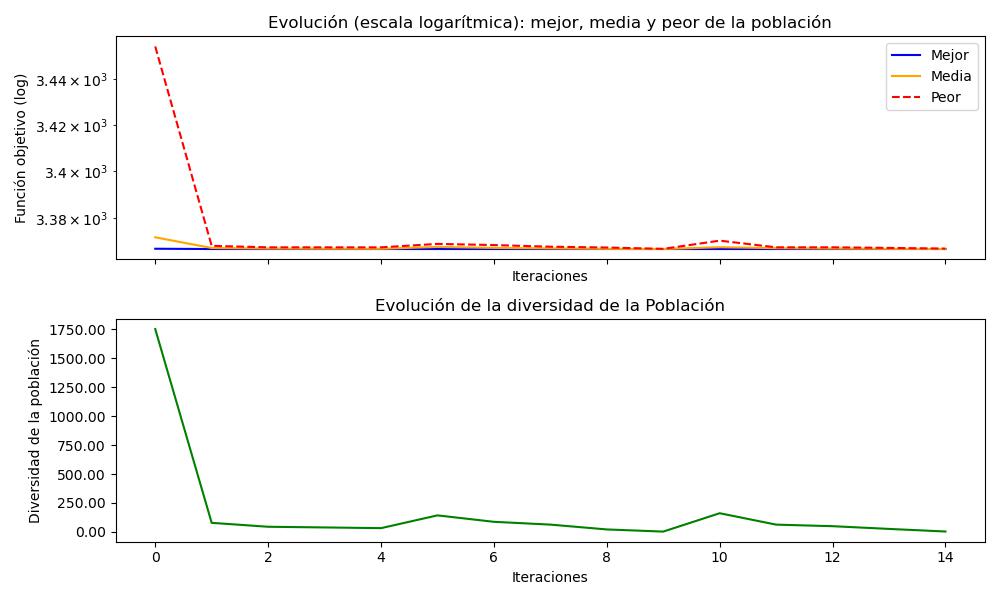 Evolución (escala logarítmica): mejor, media y peor de la población
Función objetivo (log)
3.44 × 10³
3.42 × 10³
3.4 × 10³
3.38 × 10³
Mejor
Media
Peor
Iteraciones
Evolución de la diversidad de la Población
Diversidad de la población
1750.00
1500.00
1250.00
1000.00
750.00
500.00
250.00
0.00
0 2 4 6 8 10 12 14
Iteraciones